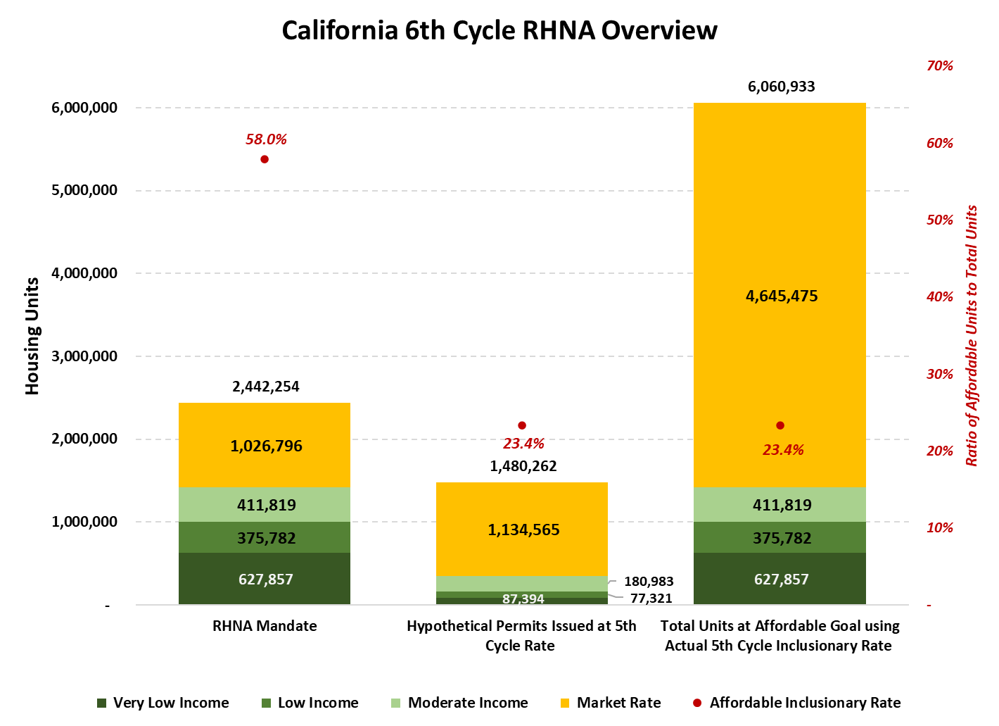 California 6th Cycle RHNA Overview
70%
6,060,933
6,000,000
58.0%
60%
5,000,000
50%
4,000,000
4,645,475
40%
Housing Units
Ratio of Affordable Units to Total Units
3,000,000
30%
2,442,254
2,000,000
1,026,796
23.4%
1,480,262
23.4%
20%
411,819
411,819
1,000,000
1,134,565
10%
375,782
375,782
627,857
87,394
180,983
77,321
627,857
-
-
RHNA Mandate
Hypothetical Permits Issued at 5th
Cycle Rate
Total Units at Affordable Goal using
Actual 5th Cycle Inclusionary Rate
Very Low Income
Low Income
Moderate Income
Market Rate
Affordable Inclusionary Rate